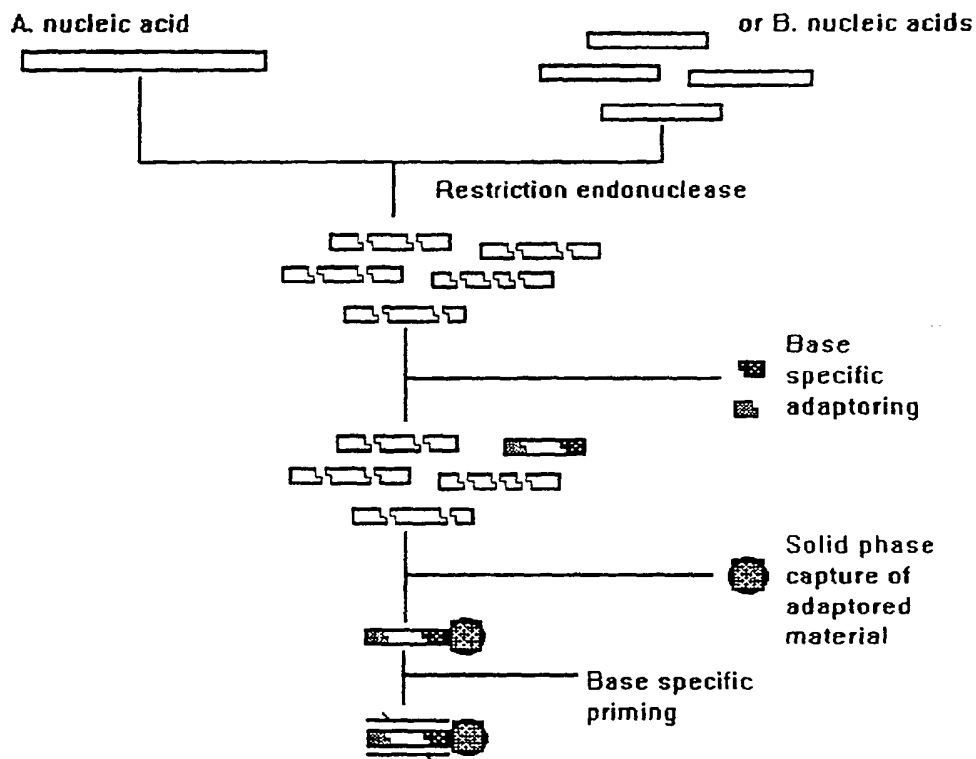 A. nucleic acid
or B. nucleic acids
Restriction endonuclease
Base
specific
adaptoring
Solid phase
capture of
adaptored
material
Base specific
priming